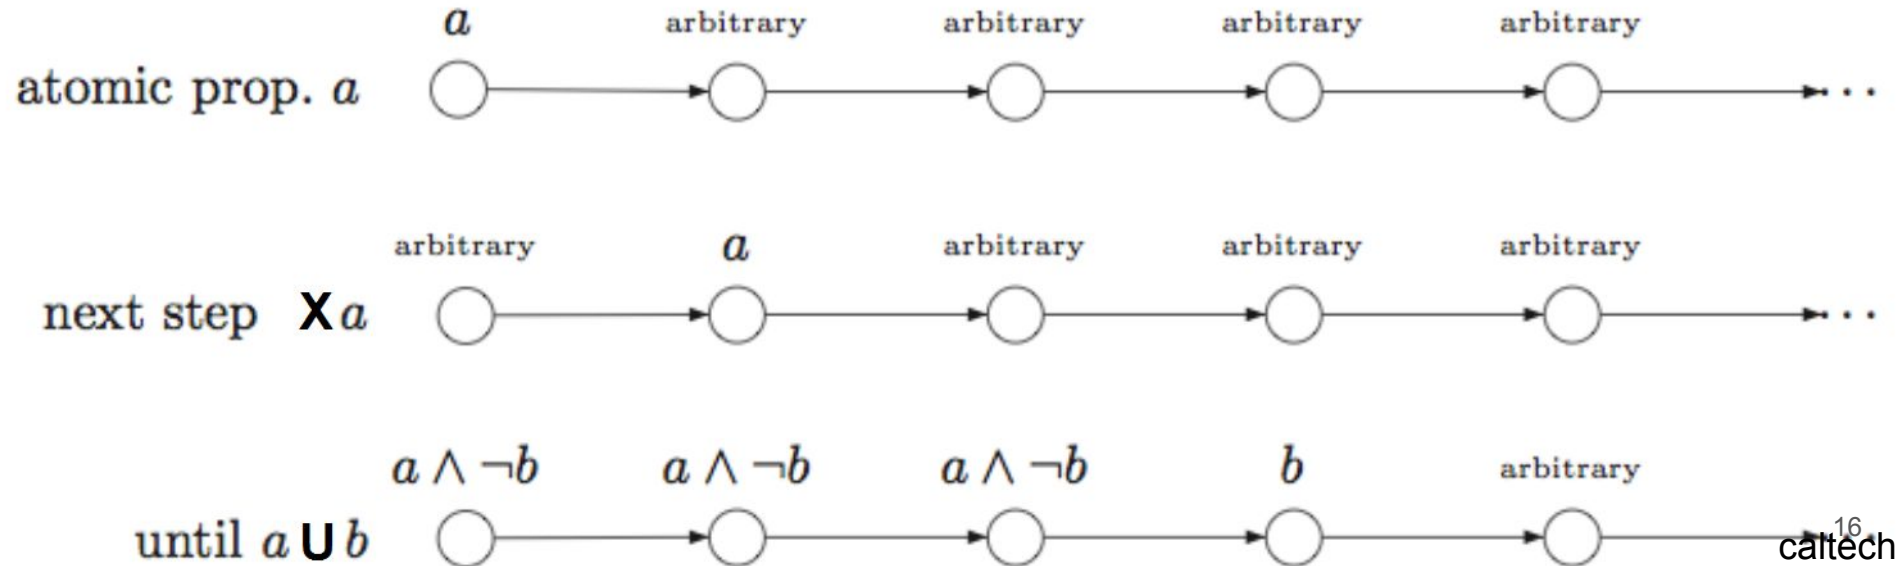 a arbitrary arbitrary arbitrary arbitrary
atomic prop. a ...
arbitrary a arbitrary arbitrary arbitrary
next step X a ...
a ∧ ¬b a ∧ ¬b a ∧ ¬b b arbitrary
until a U b
16
caltech